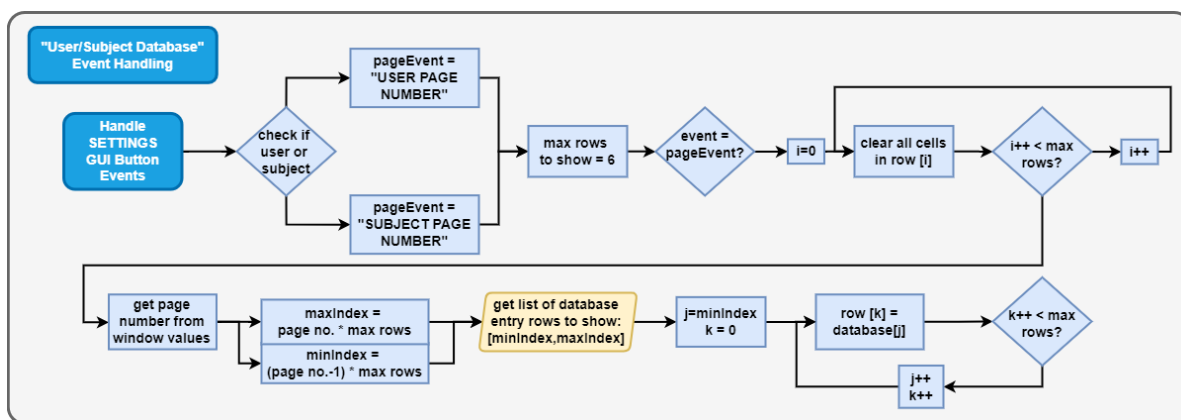 "User/Subject Database"
Event Handling
Handle
SETTINGS
GUI Button
Events
check if
user or
subject
pageEvent =
"USER PAGE
NUMBER"
pageEvent =
"SUBJECT PAGE
NUMBER"
max rows
to show = 6
event =
pageEvent?
i=0
clear all cells
in row [i]
i++ < max
rows?
i++
get page
number from
window values
maxIndex =
page no. * max rows
minIndex =
(page no.-1) * max rows
get list of database
entry rows to show:
[minIndex,maxIndex]
j=minIndex
k = 0
row [k] =
database[j]
k++ < max
rows?
j++
k++